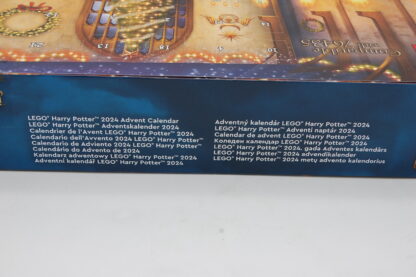 LEGO® Harry Potter™ 2024 Advent Calendar
LEGO® Harry Potter™ Adventskalender 2024
Calendrier de l'Avent LEGO® Harry Potter™ 2024
Calendario dell'Avvento 2024 LEGO® Harry Potter™
Calendario de Adviento 2024 LEGO® Harry Potter™
Calendário do Advento de 2024
Kalendarz adwentowy LEGO® Harry Potter™ 2024
Adventní kalendář LEGO® Harry Potter™ 2024
Adventný kalendár LEGO® Harry Potter™ 2024
LEGO® Harry Potter™ Adventi naptár 2024
Calendar de advent LEGO® Harry Potter™ 2024
Коледен календар LEGO® Harry Potter™ 2024
LEGO® Harry Potter™ 2024. gada Adventes kalendārs
LEGO® Harry Potter™ 2024 advendikalender
LEGO® Harry Potter™ 2024 metų advento kalendorius